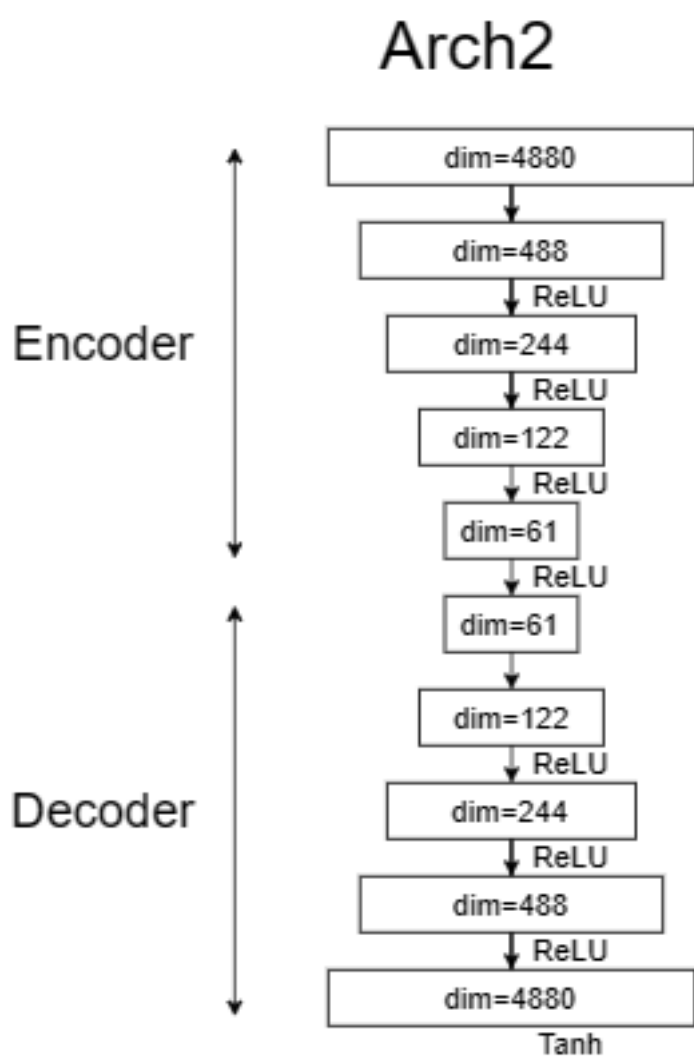 Arch2
dim=4880
dim=488
ReLU
Encoder
dim=244
ReLU
dim=122
ReLU
dim=61
ReLU
dim=61
dim=122
ReLU
Decoder
dim=244
ReLU
dim=488
ReLU
dim=4880
Tanh